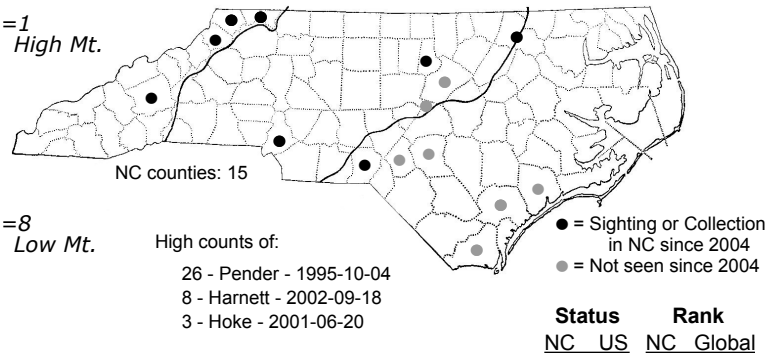 =1
High Mt.
NC counties: 15
=8
Low Mt.
High counts of:
26 - Pender - 1995-10-04
8 - Harnett - 2002-09-18
3 - Hoke - 2001-06-20
● = Sighting or Collection
in NC since 2004
● = Not seen since 2004
Status Rank
NC US NC Global